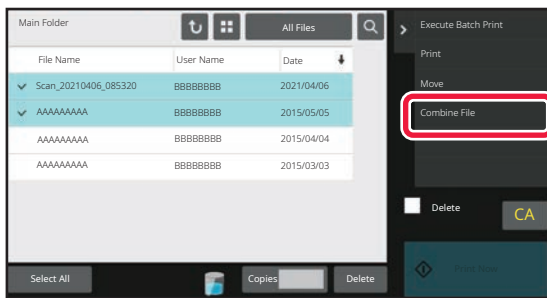 Main Folder
All Files
File Name User Name Date
Scan_20210406_085320 BBBBBBBB 2021/04/06
AAAAAAAAA BBBBBBBB 2015/05/05
AAAAAAAAA BBBBBBBB 2015/04/04
AAAAAAAAA BBBBBBBB 2015/03/03
Select All Copies Delete
Execute Batch Print
Print
Move
Combine File
Delete
CA
Print Now